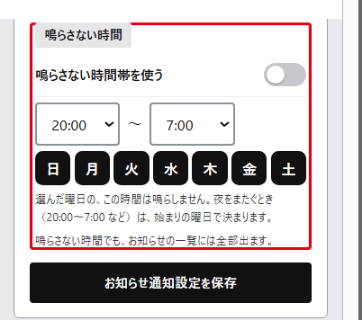 鳴らさない時間
鳴らさない時間帯を使う
20:00 ～ 7:00
日 月 火 水 木 金 土
選んだ曜日の、この時間は鳴らしません。夜をまたぐとき
（20:00～7:00 など）は、始まりの曜日で決まります。
鳴らさない時間でも、お知らせの一覧には全部出ます。
お知らせ通知設定を保存